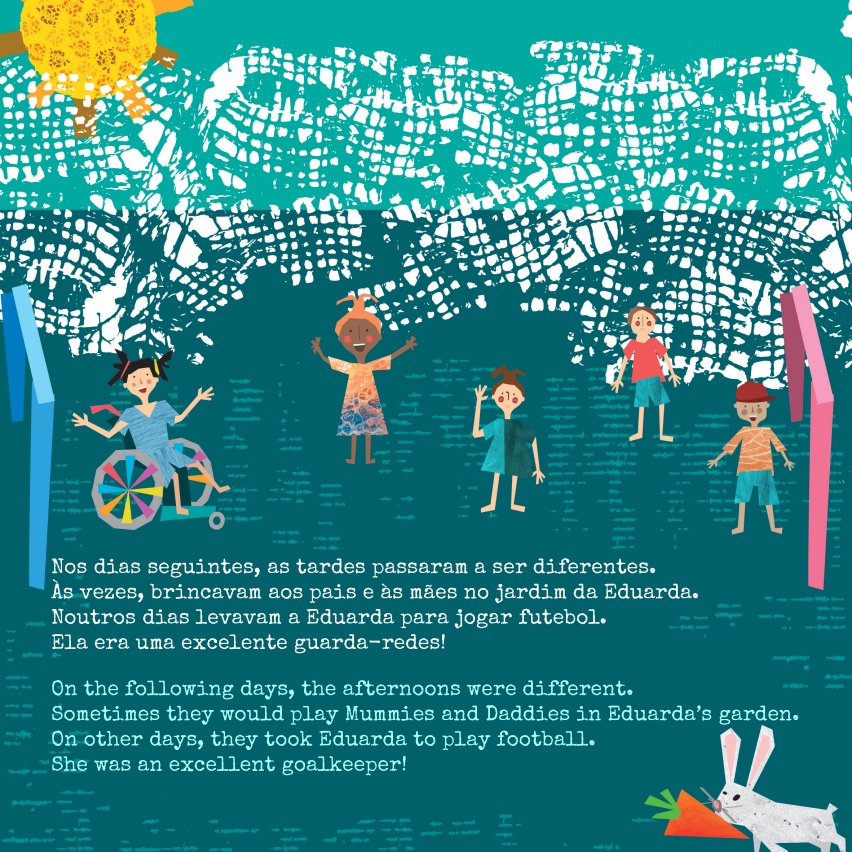 Nos dias seguintes, as tardes passaram a ser diferentes.
Às vezes, brincavam aos pais e às mães no jardim da Eduarda.
Noutros dias levavam a Eduarda para jogar futebol.
Ela era uma excelente guarda-redes!
On the following days, the afternoons were different.
Sometimes they would play Mummies and Daddies in Eduarda's garden.
On other days, they took Eduarda to play football.
She was an excellent goalkeeper!